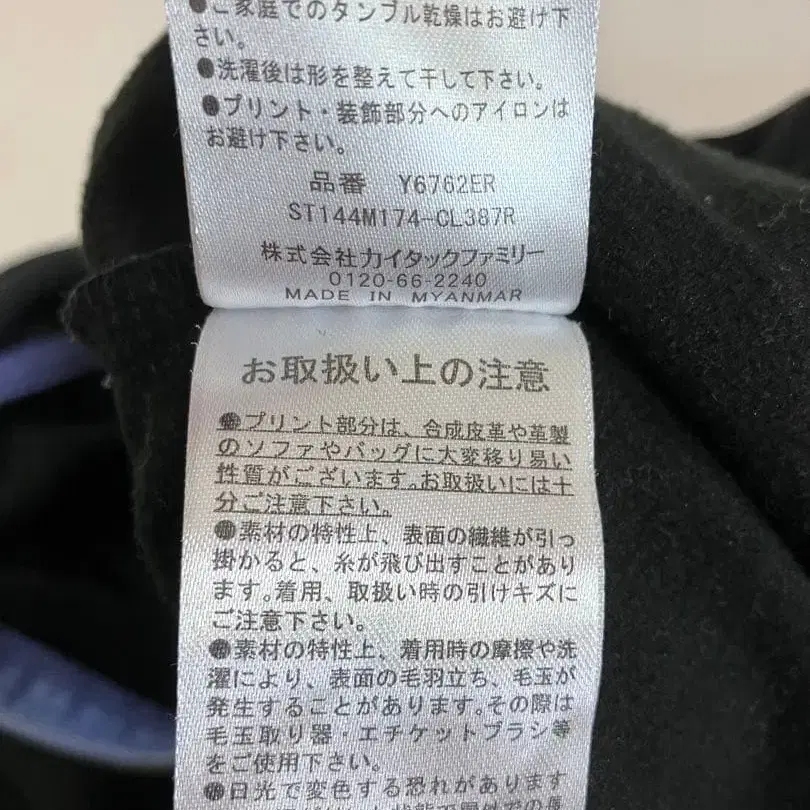 ●ご家庭でのタンブル乾燥はお避け下
さい。
●洗濯後は形を整えて干して下さい。
●プリント・装飾部分へのアイロンは
お避け下さい。
品番 Y6762ER
ST144M174-CL387R
株式会社カイタックファミリー
0120-66-2240
MADE IN MYANMAR
お取扱い上の注意
●プリント部分は、合成皮革や革製
のソファやバッグに大変移り易い
性質がございます。お取扱いには十
分ご注意下さい。
●素材の特性上、表面の繊維が引っ
掛かると、糸が飛び出すことがあり
ます。着用、取扱い時の引けキズに
ご注意下さい。
●素材の特性上、着用時の摩擦や洗
濯により、表面の毛羽立ち、毛玉が
発生することがあります。その際は
毛玉取り器・エチケットブラシ等
をご使用下さい。
●日光で変色する恐れがあります